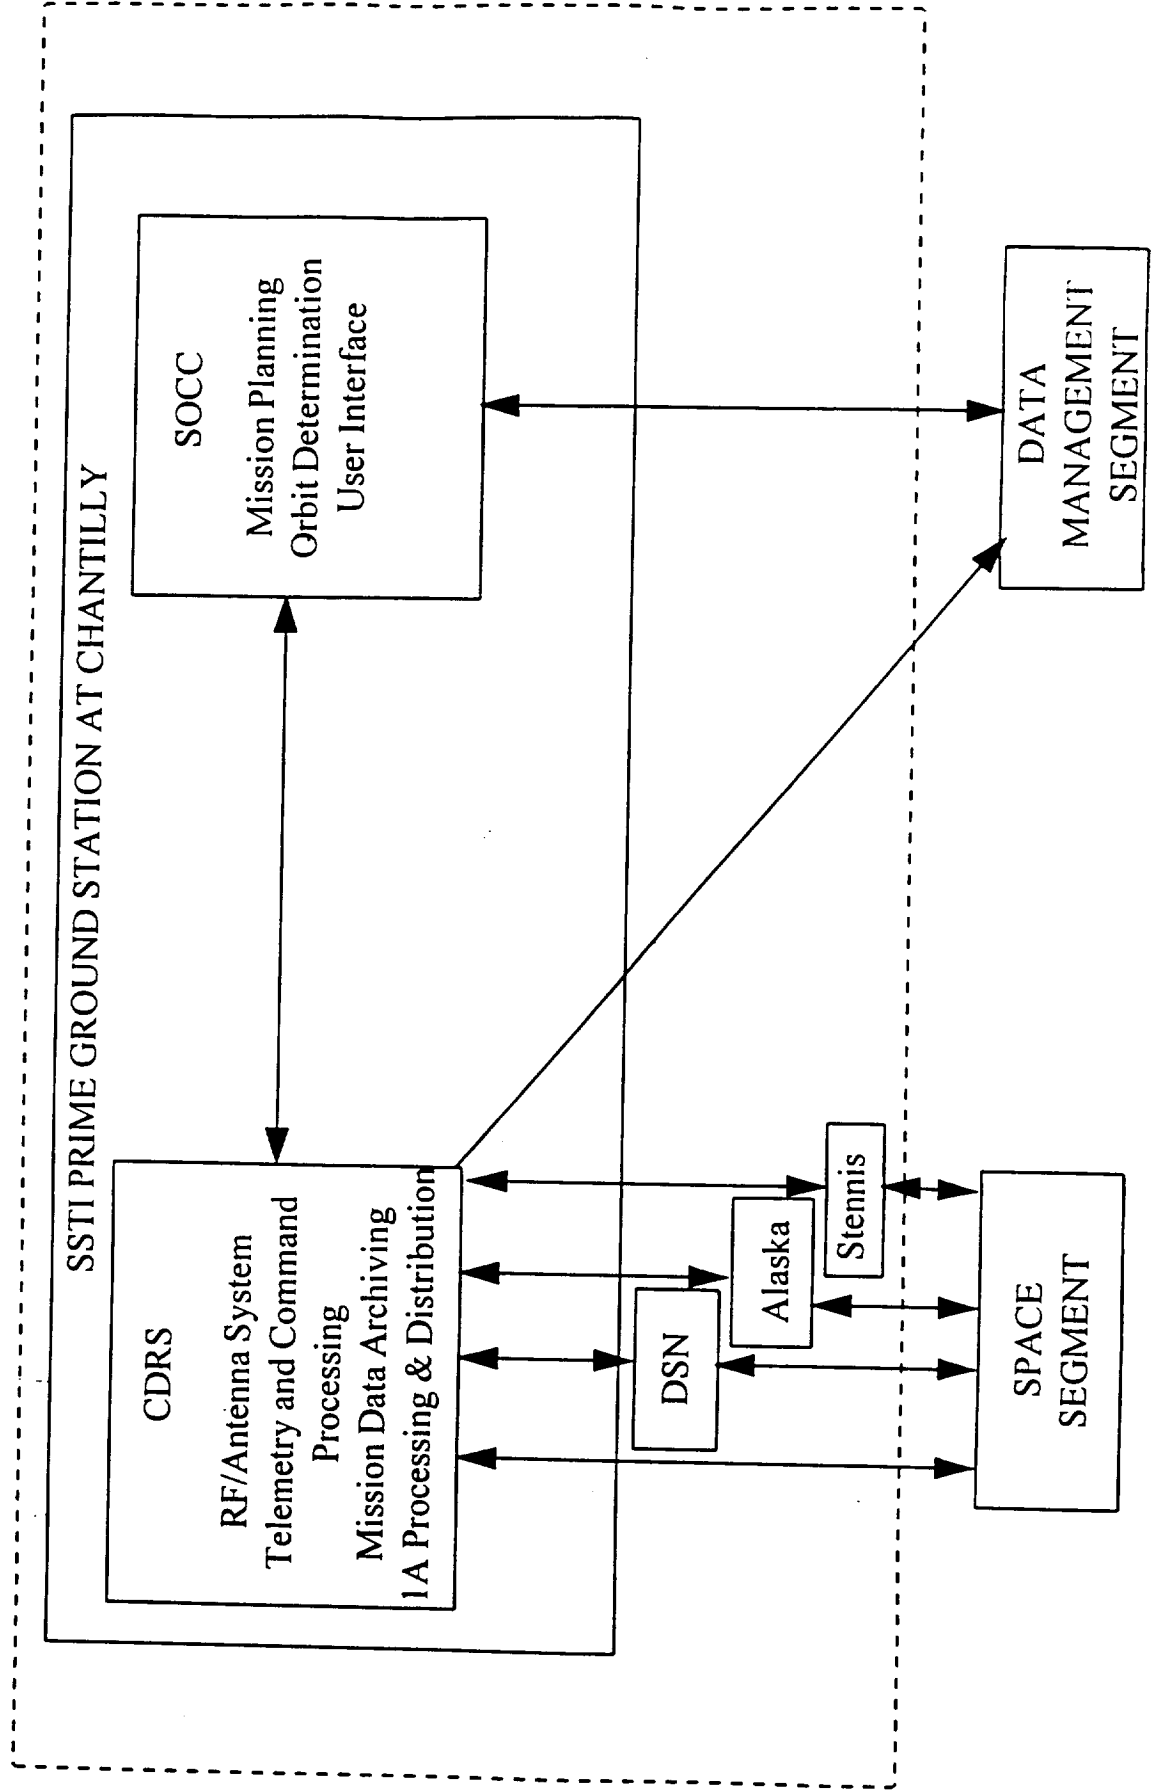 SSTI PRIME GROUND STATION AT CHANTILLY
CDRS
RF/Antenna System
Telemetry and Command
Processing
Mission Data Archiving
1A Processing & Distribution
SOCC
Mission Planning
Orbit Determination
User Interface
DSN
Alaska
Stennis
SPACE
SEGMENT
DATA
MANAGEMENT
SEGMENT